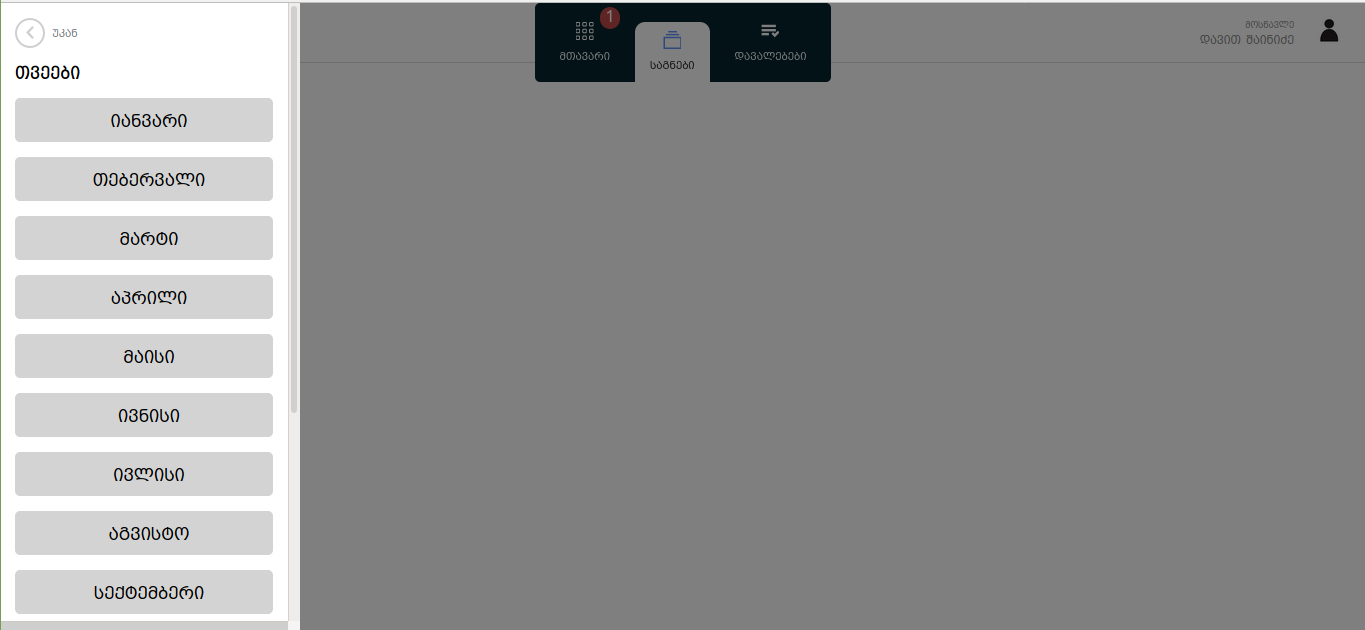 უკან
თვეები
იანვარი
თებერვალი
მარტი
აპრილი
მაისი
ივნისი
ივლისი
აგვისტო
სექტემბერი
1
მთავარი
საგნები
დავალებები
მოსწავლე
დავით შაინიძე